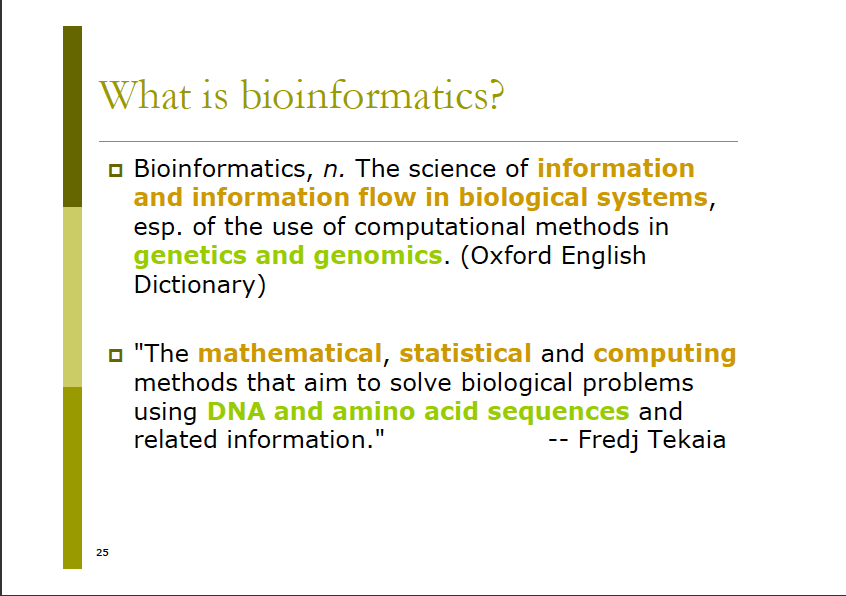 What is bioinformatics?
Bioinformatics, n. The science of information
and information flow in biological systems,
esp. of the use of computational methods in
genetics and genomics. (Oxford English
Dictionary)
"The mathematical, statistical and computing
methods that aim to solve biological problems
using DNA and amino acid sequences and
related information." -- Fredj Tekaia
25